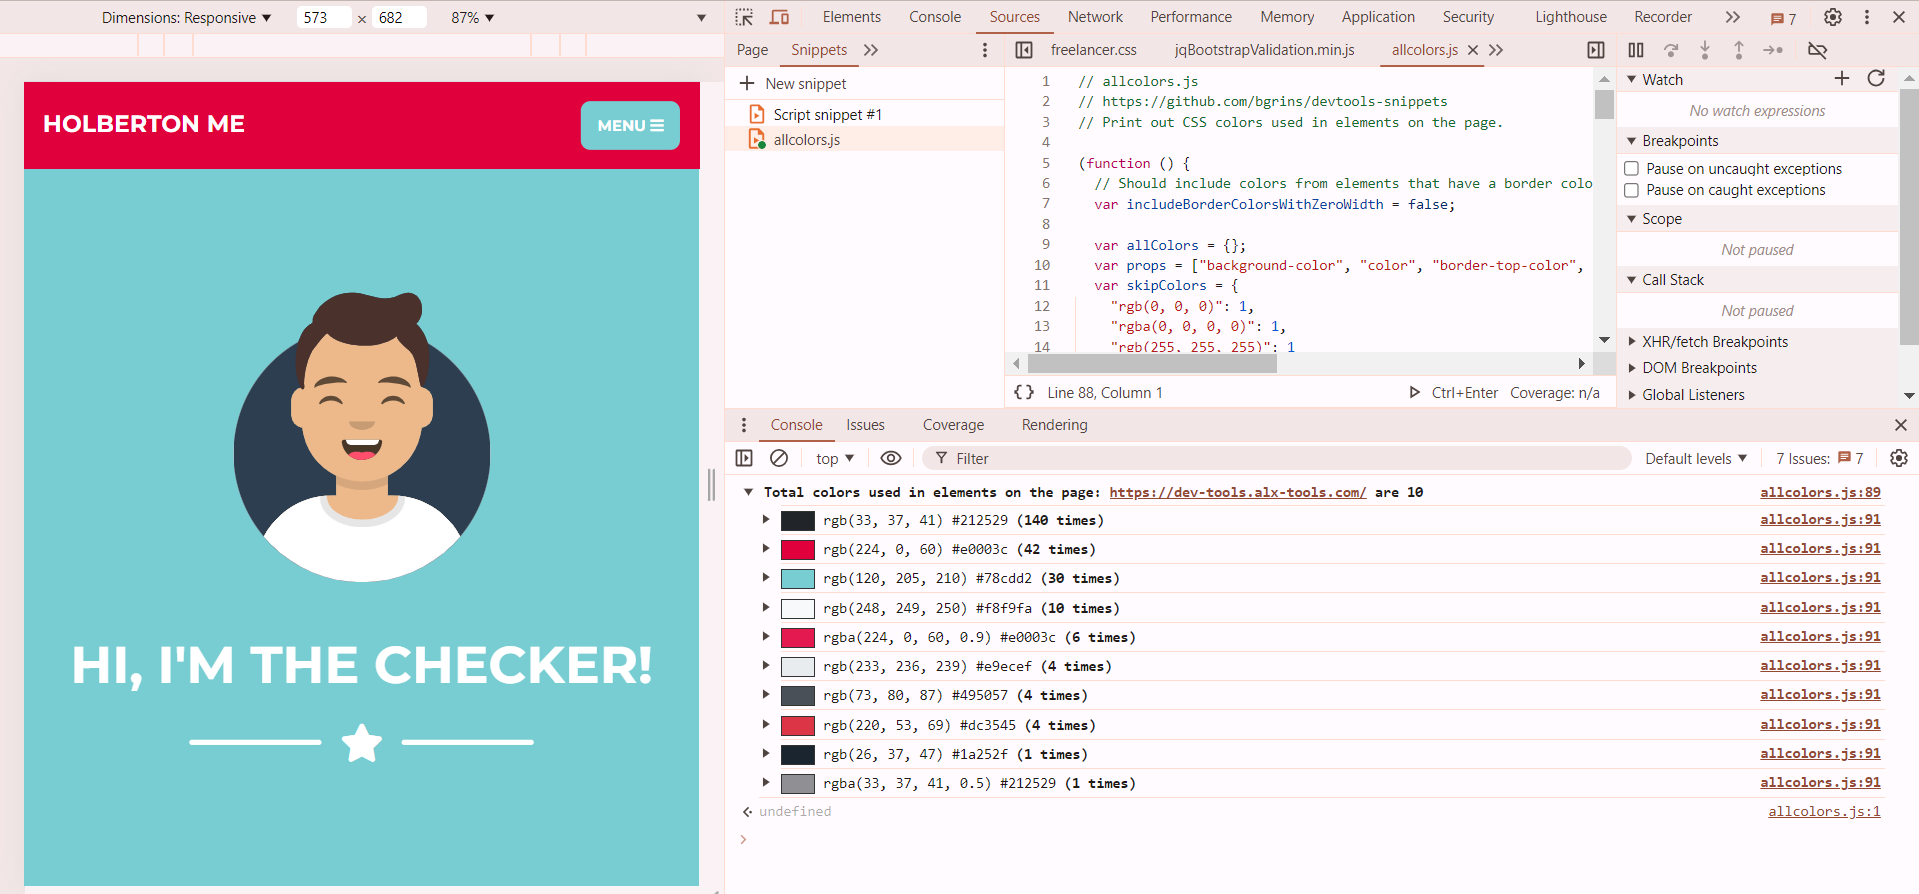 Dimensions: Responsive ▼ 573 × 682 87% ▼
HOLBERTON ME
MENU
HI, I'M THE CHECKER!
Elements Console Sources Network Performance Memory Application Security Lighthouse Recorder 7
Page Snippets
New snippet
Script snippet #1
allcolors.js
freelancer.css jqBootstrapValidation.min.js allcolors.js
1 // allcolors.js
2 // https://github.com/bgrins/devtools-snippets
3 // Print out CSS colors used in elements on the page.
4
5 (function () {
6 // Should include colors from elements that have a border colo
7 var includeBorderColorsWithZeroWidth = false;
8
9 var allColors = {};
10 var props = ["background-color", "color", "border-top-color",
11 var skipColors = {
12 "rgb(0, 0, 0)": 1,
13 "rgba(0, 0, 0, 0)": 1,
14 "rgb(255, 255, 255)": 1
{} Line 88, Column 1 Ctrl+Enter Coverage: n/a
Watch
No watch expressions
Breakpoints
Pause on uncaught exceptions
Pause on caught exceptions
Scope
Not paused
Call Stack
Not paused
XHR/fetch Breakpoints
DOM Breakpoints
Global Listeners
Console Issues Coverage Rendering
top ▼ Filter Default levels ▼ 7 Issues: 7
Total colors used in elements on the page: https://dev-tools.alx-tools.com/ are 10 allcolors.js:89
rgb(33, 37, 41) #212529 (140 times) allcolors.js:91
rgb(224, 0, 60) #e0003c (42 times) allcolors.js:91
rgb(120, 205, 210) #78cdd2 (30 times) allcolors.js:91
rgb(248, 249, 250) #f8f9fa (10 times) allcolors.js:91
rgba(224, 0, 60, 0.9) #e0003c (6 times) allcolors.js:91
rgb(233, 236, 239) #e9ecef (4 times) allcolors.js:91
rgb(73, 80, 87) #495057 (4 times) allcolors.js:91
rgb(220, 53, 69) #dc3545 (4 times) allcolors.js:91
rgb(26, 37, 47) #1a252f (1 times) allcolors.js:91
rgba(33, 37, 41, 0.5) #212529 (1 times) allcolors.js:91
undefined allcolors.js:1